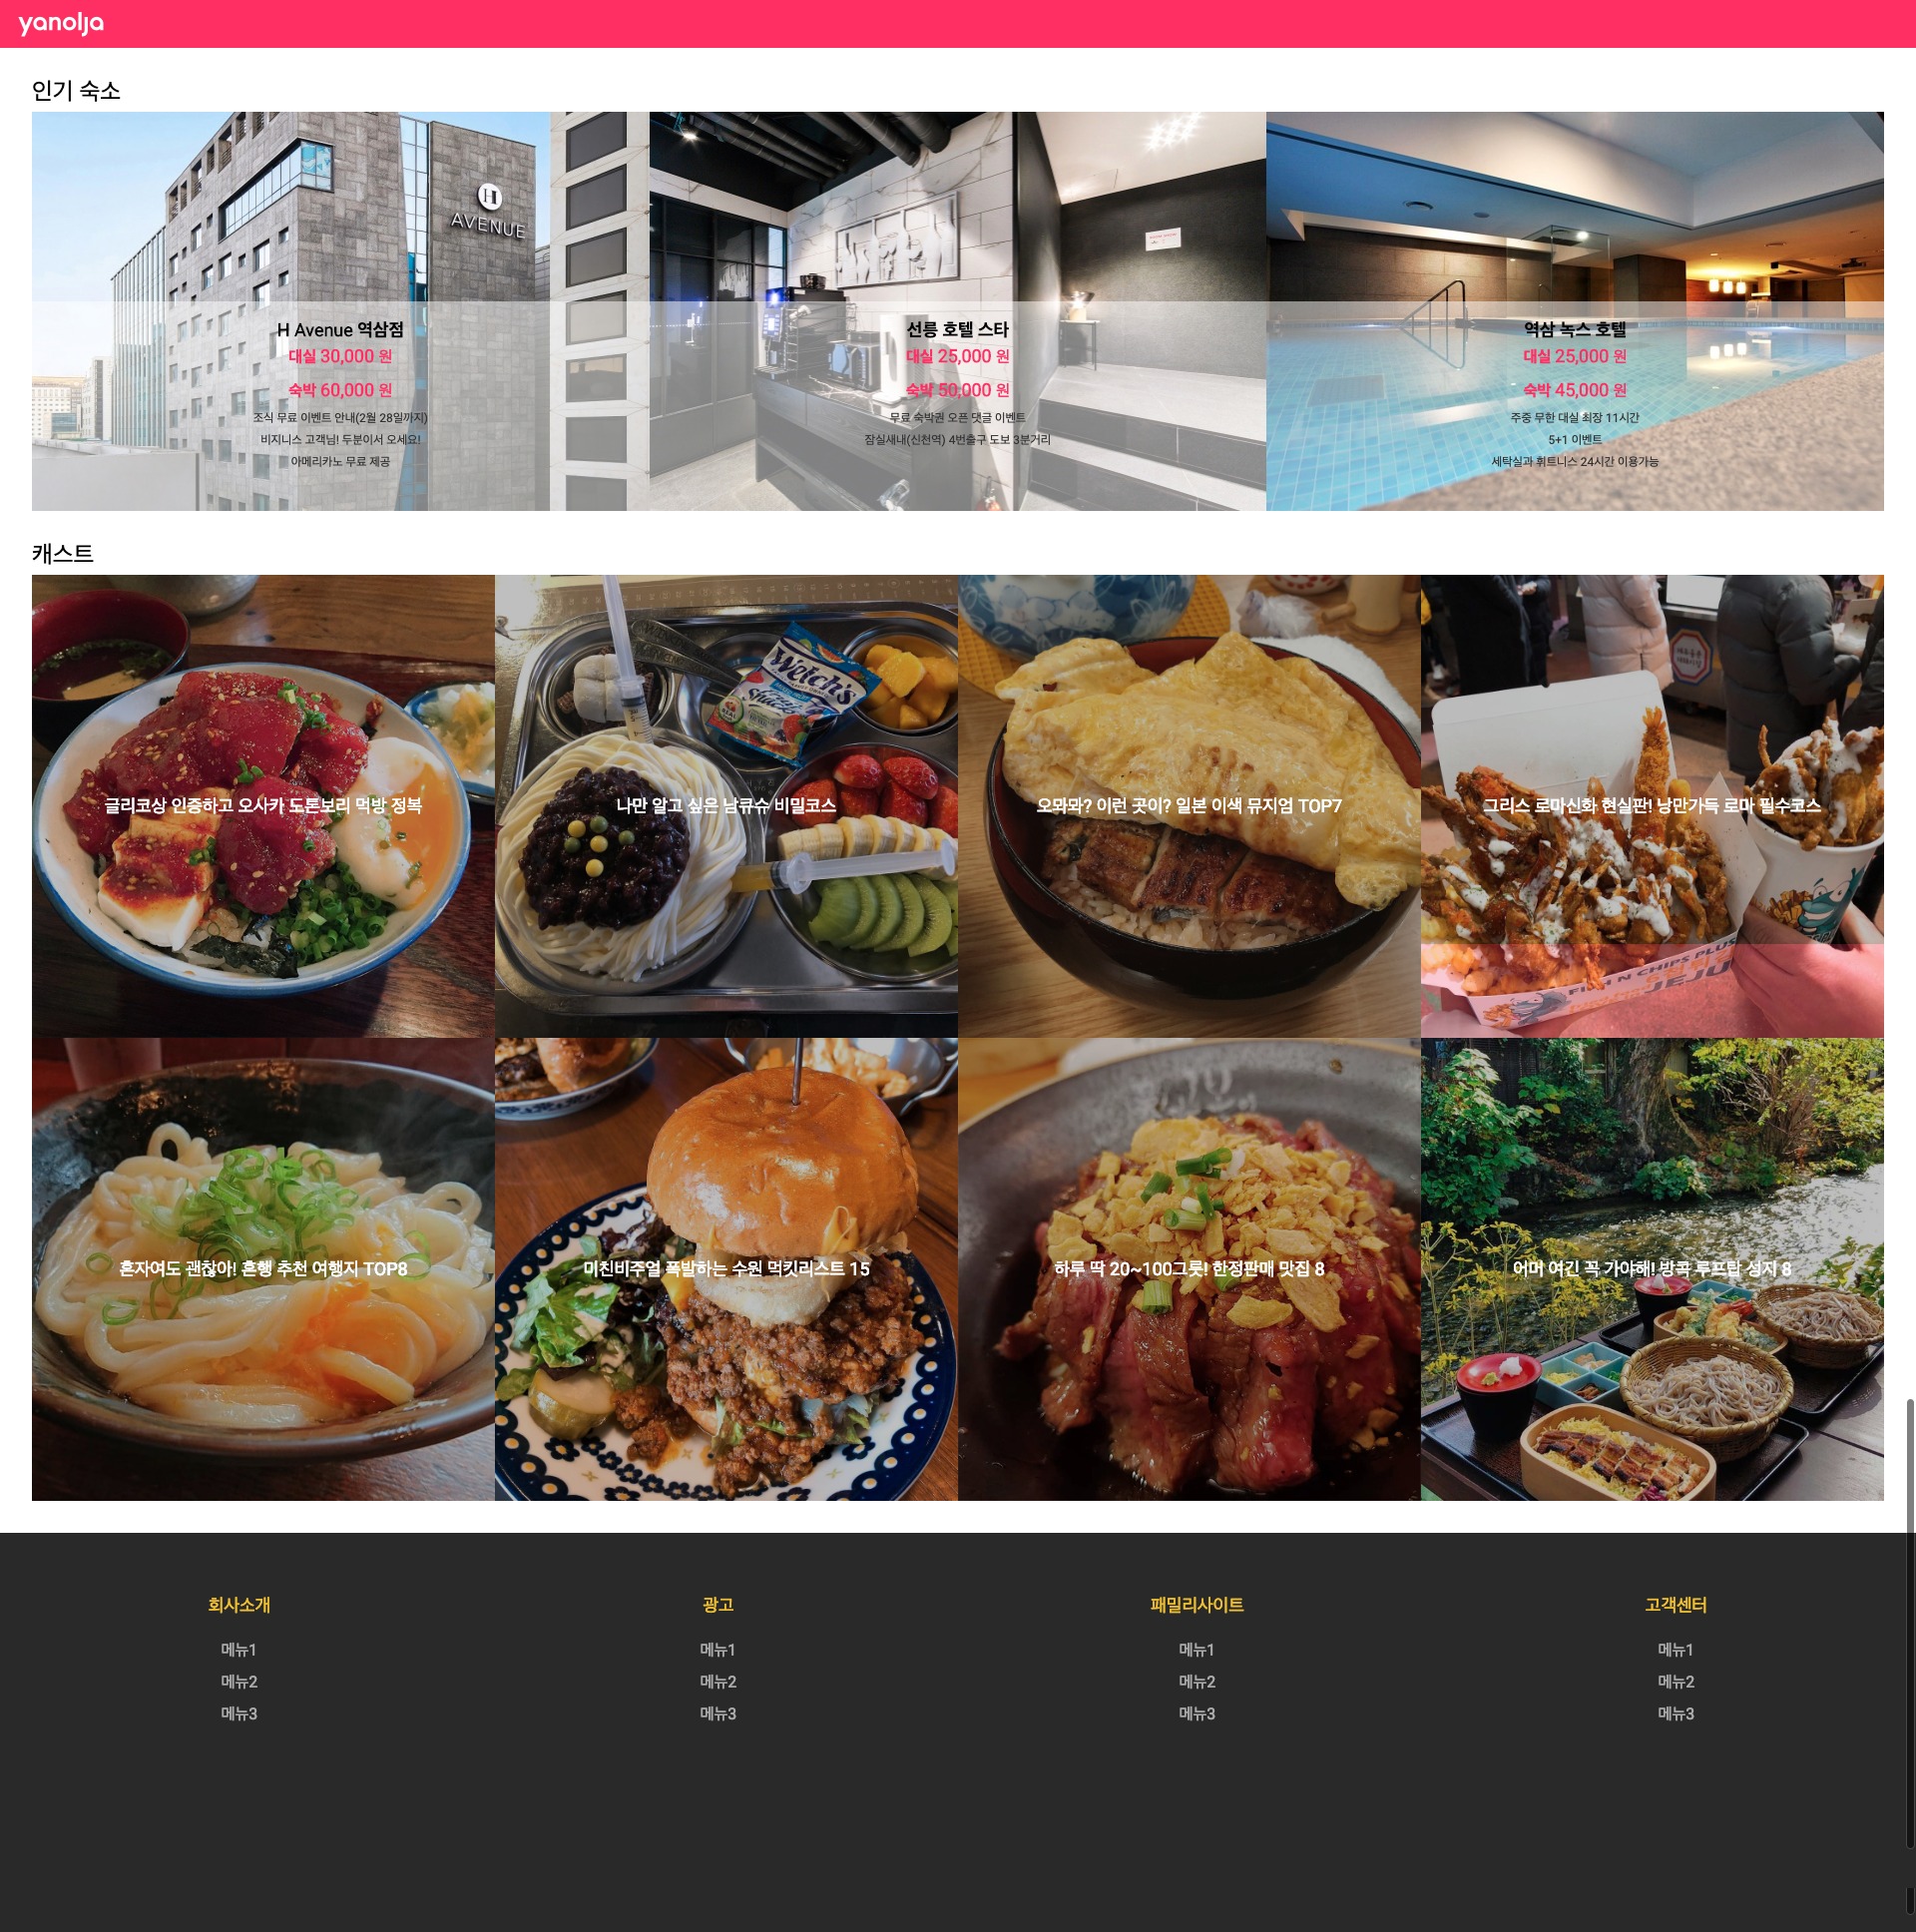 yanolja
인기 숙소
H
AVENUE
H Avenue 역삼점
대실 30,000 원
숙박 60,000 원
조식 무료 이벤트 안내(2월 28일까지)
비지니스 고객님! 두분이서 오세요!
아메리카노 무료 제공
선릉 호텔 스타
대실 25,000 원
숙박 50,000 원
무료 숙박권 오픈 댓글 이벤트
잠실새내(신천역) 4번출구 도보 3분거리
역삼 녹스 호텔
대실 25,000 원
숙박 45,000 원
주중 무한 대실 최장 11시간
5+1 이벤트
세탁실과 휘트니스 24시간 이용가능
캐스트
글리코상 인증하고 오사카 도톤보리 먹방 정복
Welch's
나만 알고 싶은 남큐슈 비밀코스
오봐봐? 이런 곳이? 일본 이색 뮤지엄 TOP7
그리스 로마신화 현실판! 낭만가득 로마 필수코스
FISH N CHIPS PLUS
JEJU
혼자여도 괜찮아! 혼행 추천 여행지 TOP8
미친비주얼 폭발하는 수원 먹킷리스트 15
하루 딱 20~100그릇! 한정판매 맛집 8
어머 여긴 꼭 가야해! 방콕 루프탑 성지 8
회사소개
메뉴1
메뉴2
메뉴3
광고
메뉴1
메뉴2
메뉴3
패밀리사이트
메뉴1
메뉴2
메뉴3
고객센터
메뉴1
메뉴2
메뉴3